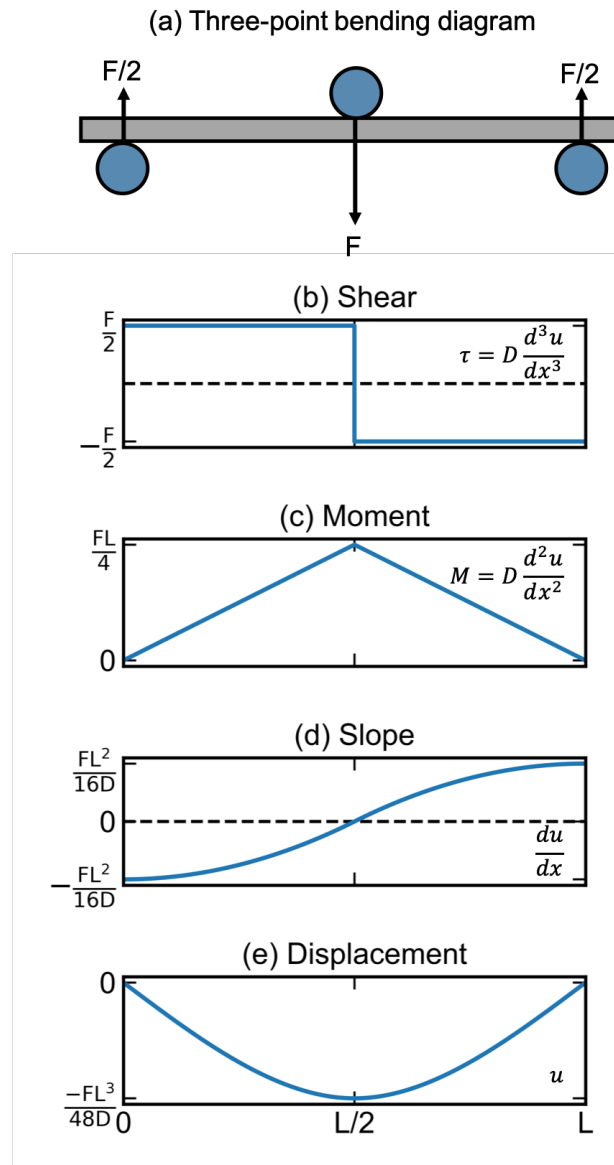 (a) Three-point bending diagram
F/2 F/2
F
(b) Shear
F/2
τ = D d³u/dx³
−F/2
(c) Moment
FL/4
M = D d²u/dx²
0
(d) Slope
FL²/16D
0
du/dx
−FL²/16D
(e) Displacement
0
u
−FL³/48D
0 L/2 L